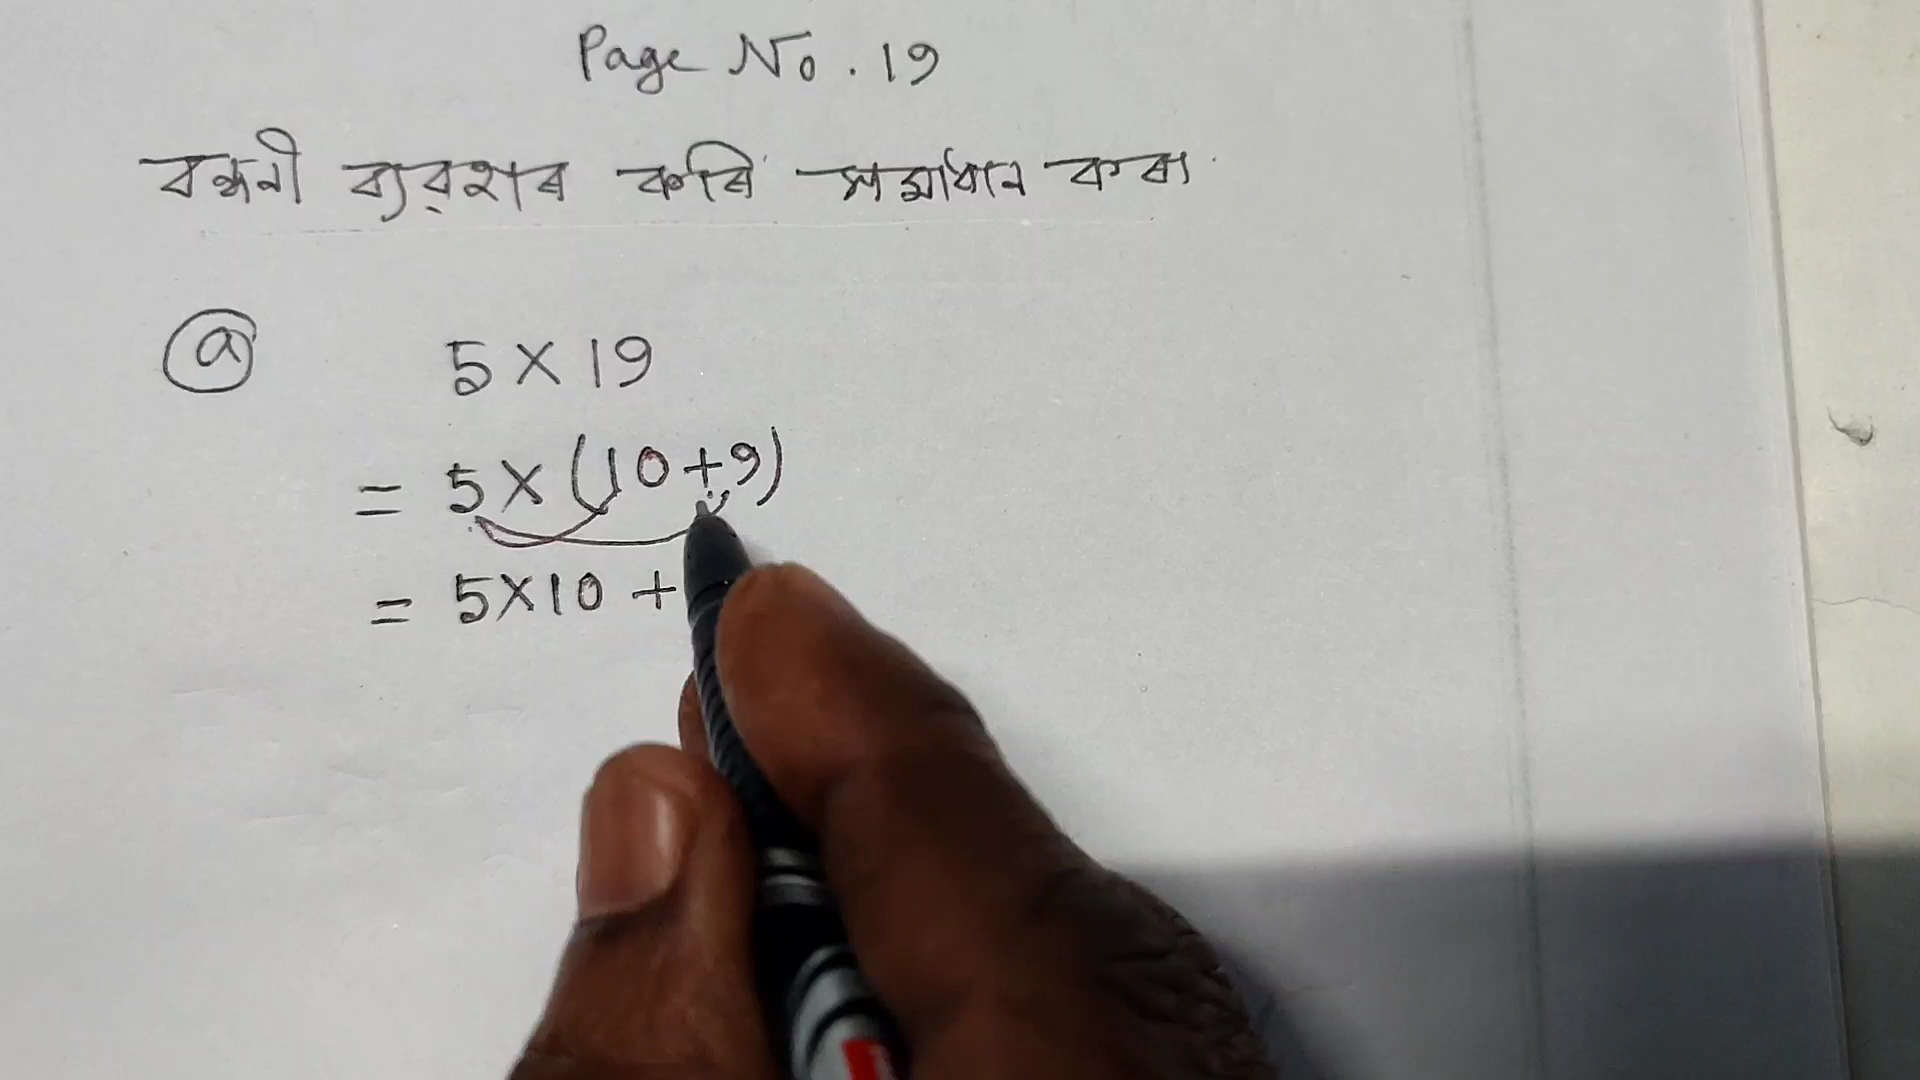 Page No. 19
বন্ধনী ব্যৱহাৰ কৰি সমাধান কৰা
a 5 × 19
= 5 × (10 + 9)
= 5 × 10 +